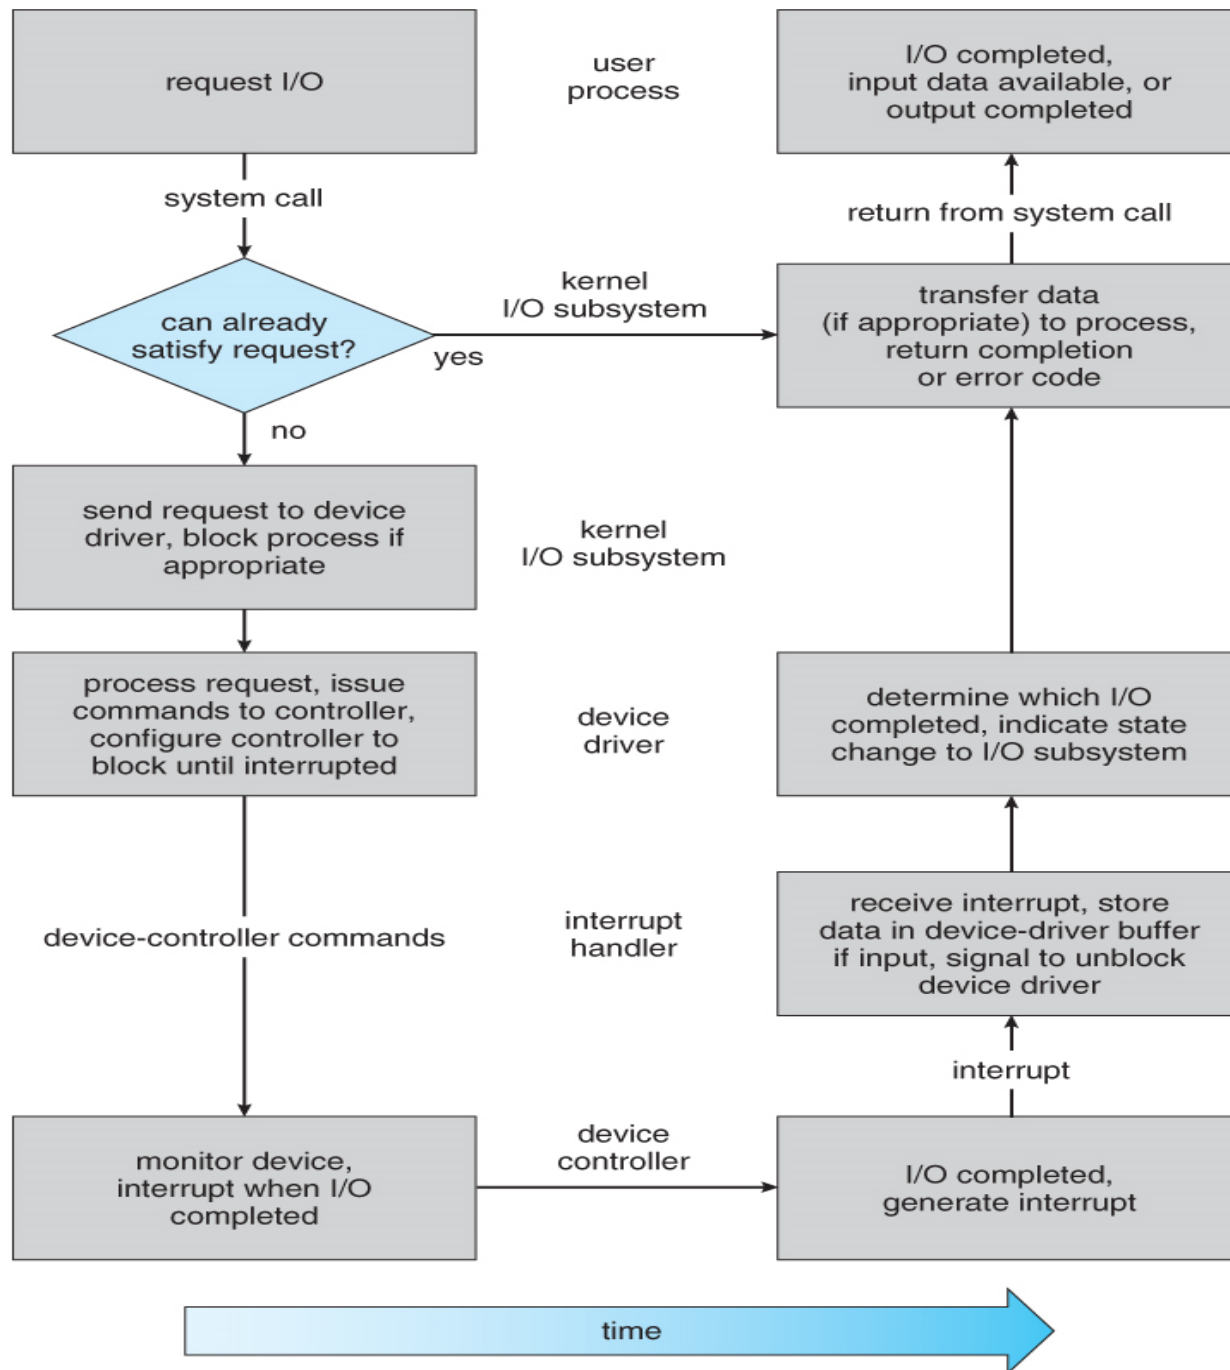 request I/O
user
process
I/O completed,
input data available, or
output completed
system call
return from system call
can already
satisfy request?
yes
kernel
I/O subsystem
transfer data
(if appropriate) to process,
return completion
or error code
no
send request to device
driver, block process if
appropriate
kernel
I/O subsystem
process request, issue
commands to controller,
configure controller to
block until interrupted
device
driver
determine which I/O
completed, indicate state
change to I/O subsystem
device-controller commands
interrupt
handler
receive interrupt, store
data in device-driver buffer
if input, signal to unblock
device driver
interrupt
monitor device,
interrupt when I/O
completed
device
controller
I/O completed,
generate interrupt
time